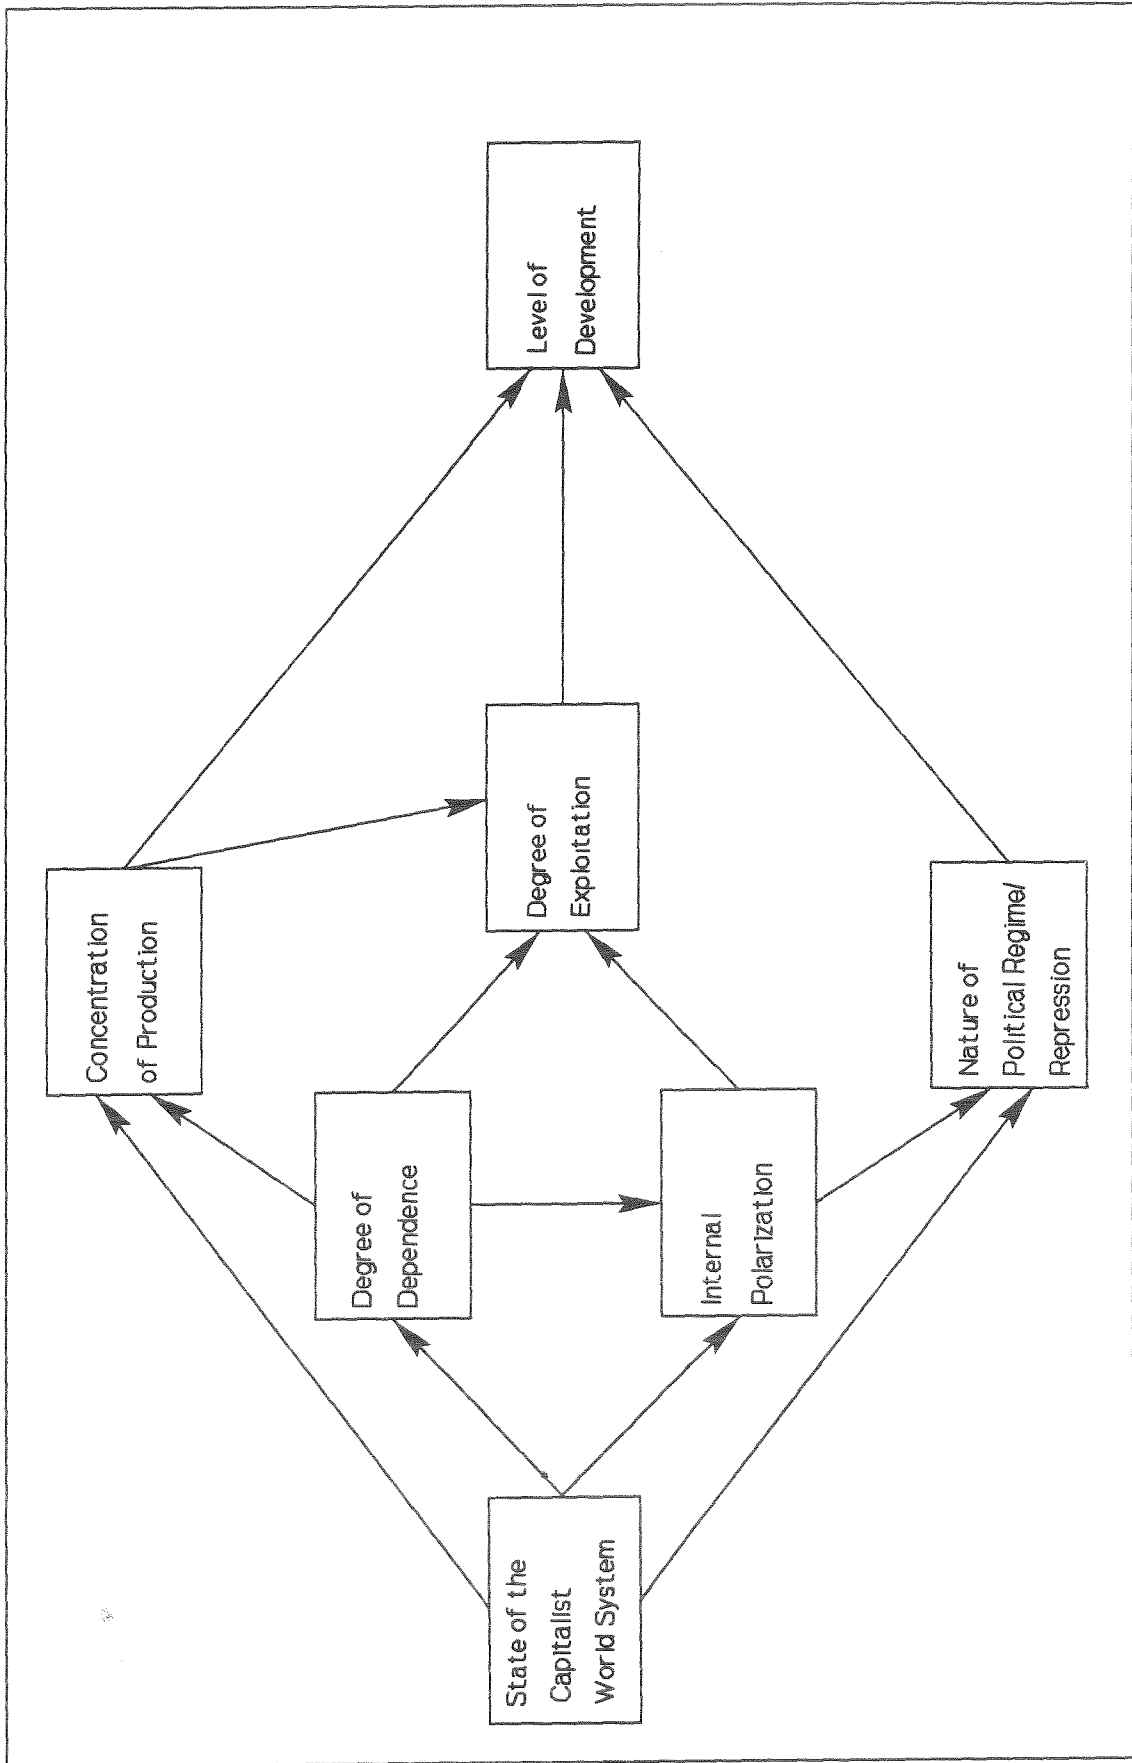 Concentration
of Production
Degree of
Dependence
State of the
Capitalist
World System
Internal
Polarization
Degree of
Exploitation
Level of
Development
Nature of
Political Regime/
Repression